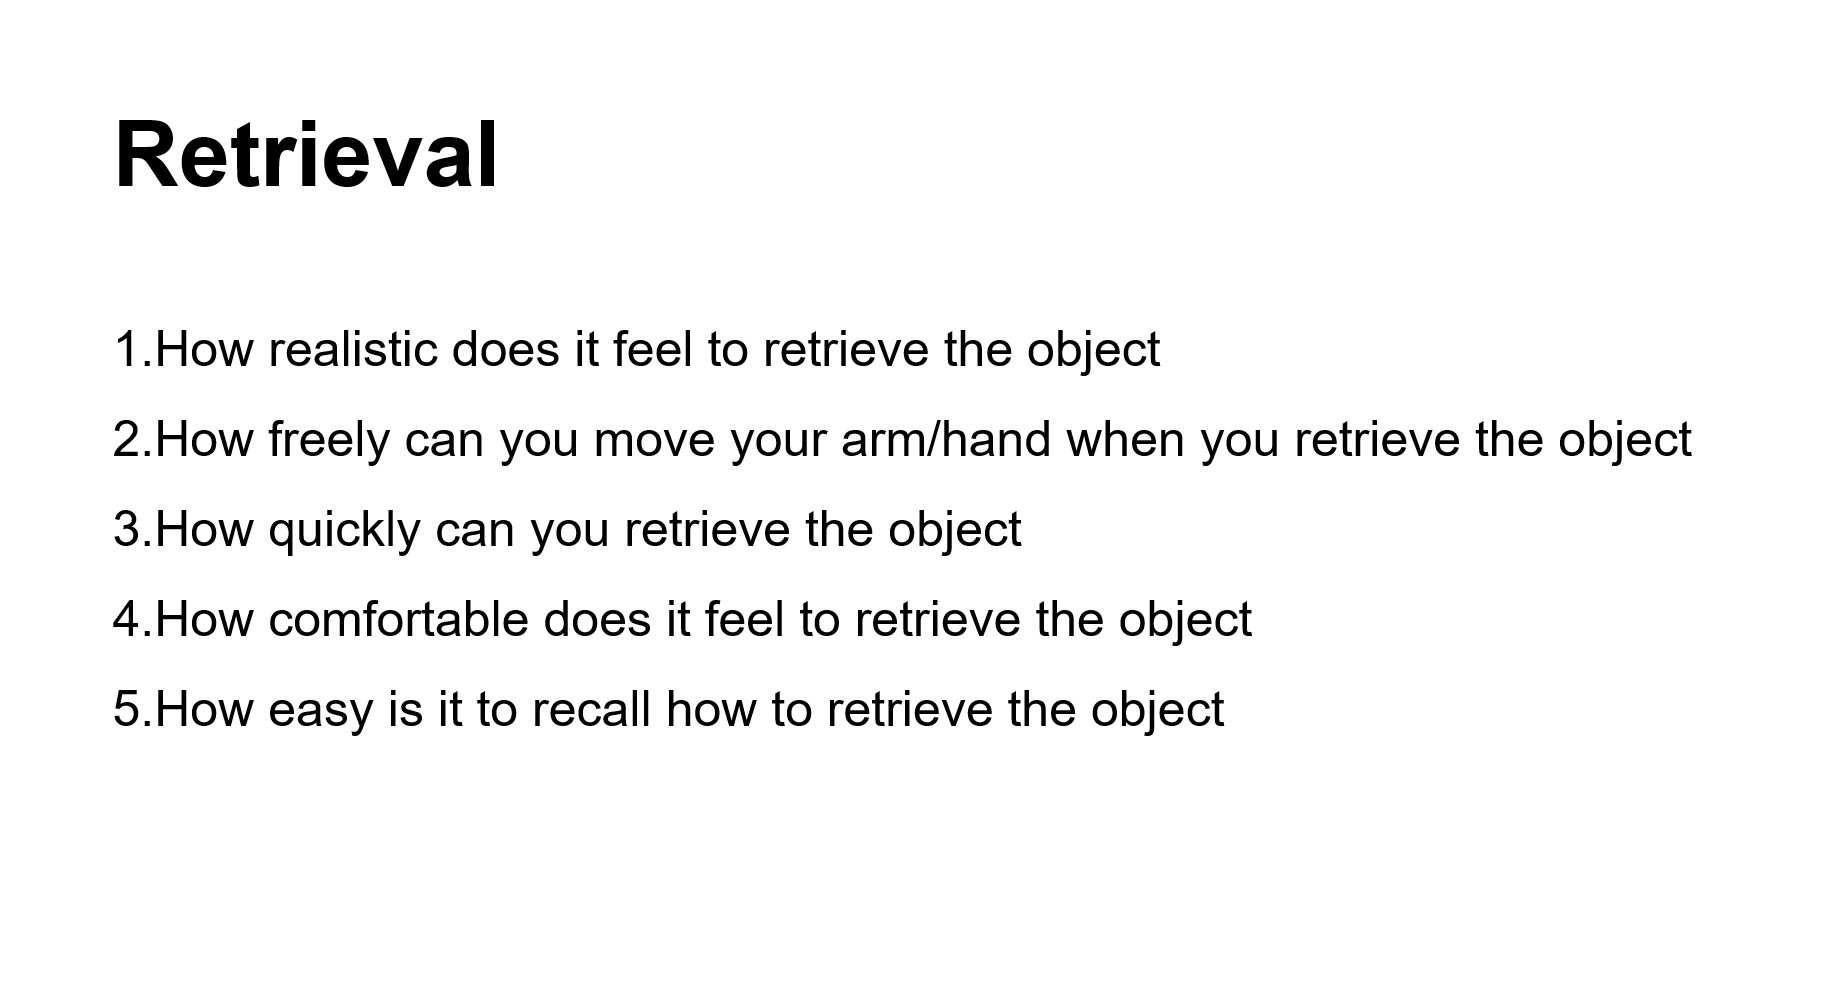 Retrieval
1.How realistic does it feel to retrieve the object
2.How freely can you move your arm/hand when you retrieve the object
3.How quickly can you retrieve the object
4.How comfortable does it feel to retrieve the object
5.How easy is it to recall how to retrieve the object